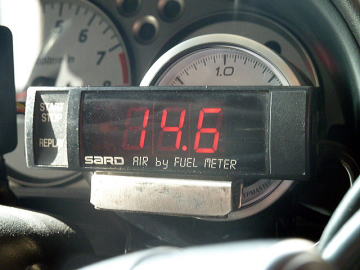 5
6
7
1.0
START
STOP
REPLAY
14.6
SARD AIR by FUEL METER